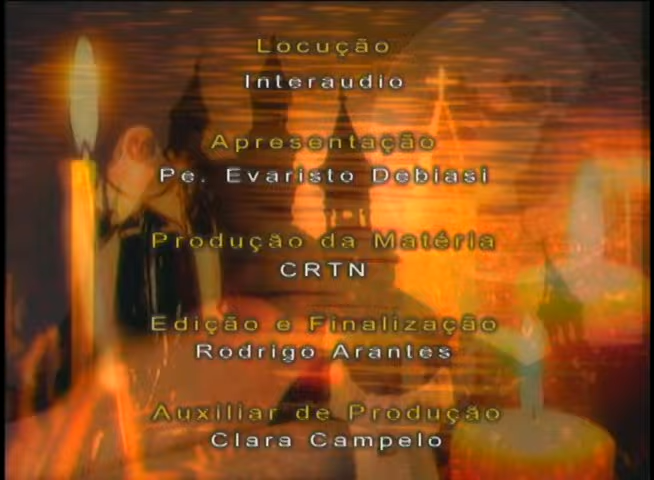 Locução
Interaudio
Apresentação
Pe. Evaristo Debiasi
Produção da Matéria
CRTN
Edição e Finalização
Rodrigo Arantes
Auxiliar de Produção
Clara Campelo